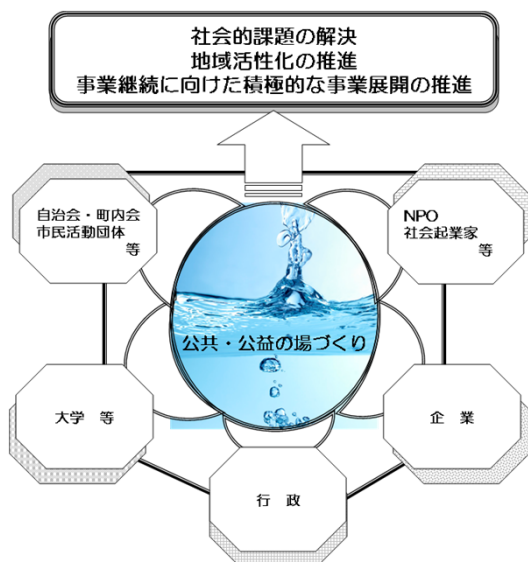 社会的課題の解決
地域活性化の推進
事業継続に向けた積極的な事業展開の推進
自治会・町内会
市民活動団体
等
NPO
社会起業家
等
公共・公益の場づくり
大学 等
企 業
行 政